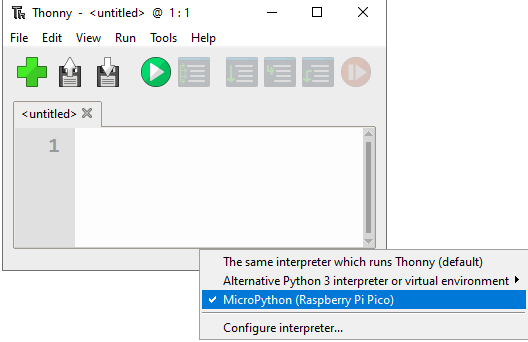 Thonny - <untitled> @ 1:1
File Edit View Run Tools Help
<untitled>
1
The same interpreter which runs Thonny (default)
Alternative Python 3 interpreter or virtual environment
MicroPython (Raspberry Pi Pico)
Configure interpreter...